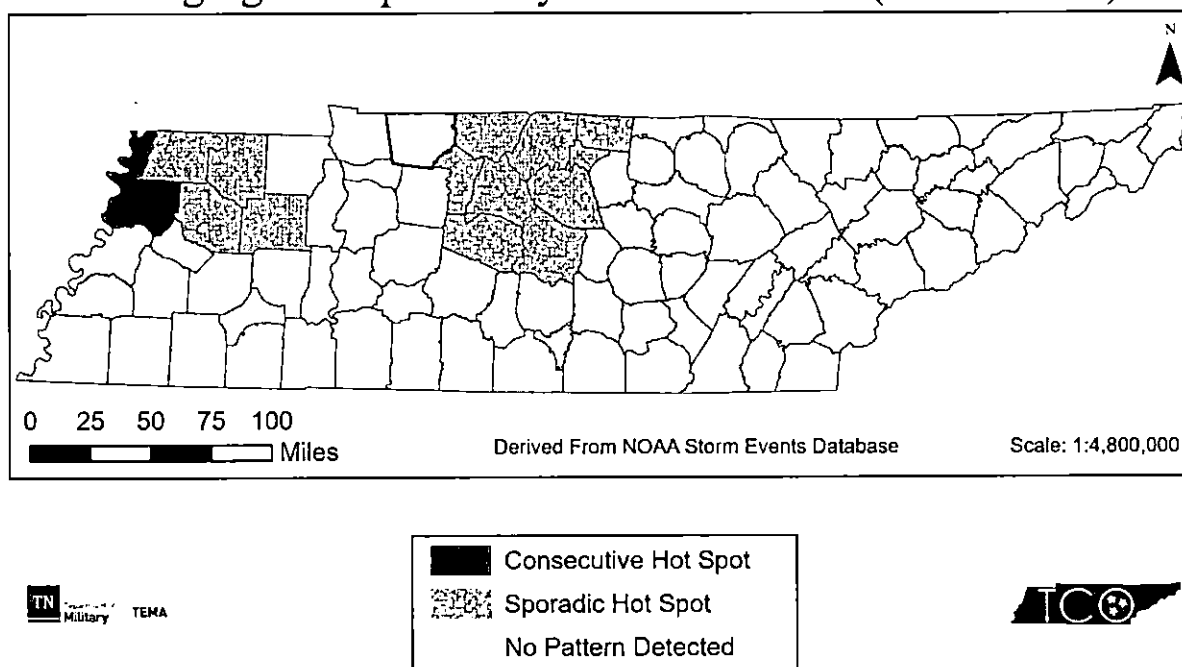 N
0 25 50 75 100
Miles
Derived From NOAA Storm Events Database
Scale: 1:4,800,000
Consecutive Hot Spot
Sporadic Hot Spot
No Pattern Detected
TN
Military
TEMA
TCO